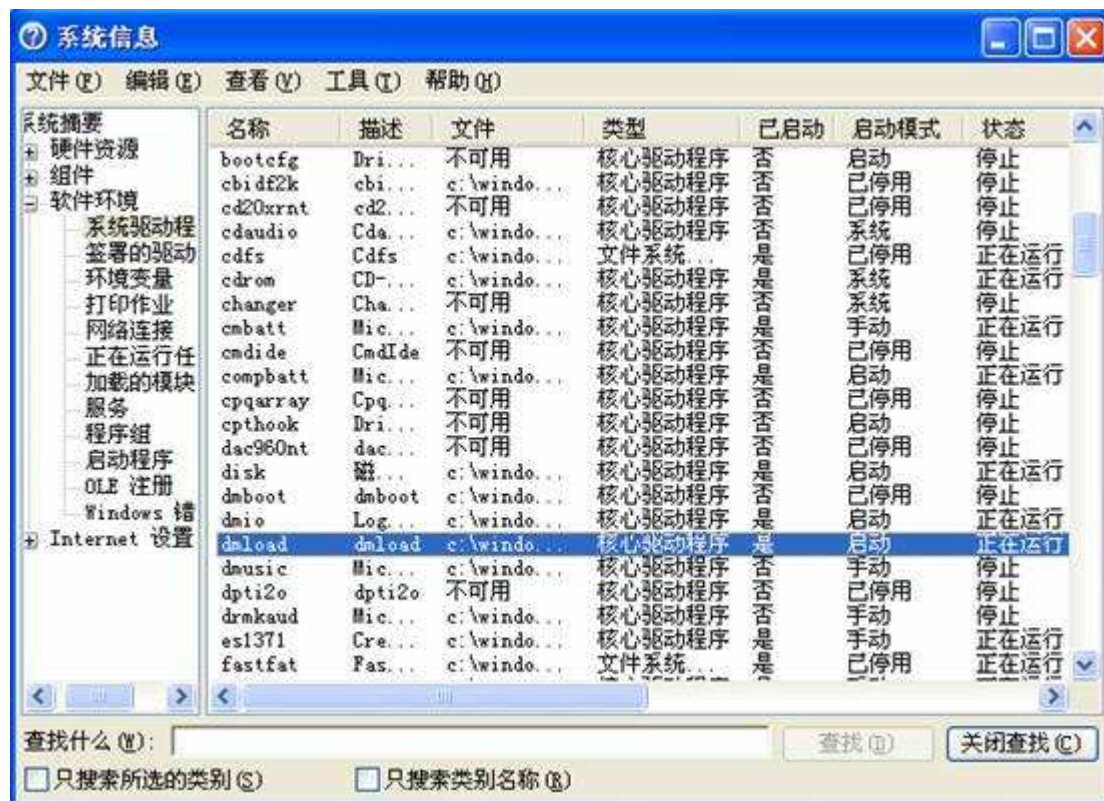 系统信息
文件(F) 编辑(E) 查看(V) 工具(T) 帮助(H)
系统摘要
硬件资源
组件
软件环境
系统驱动程
签署的驱动
环境变量
打印作业
网络连接
正在运行任
加载的模块
服务
程序组
启动程序
OLE 注册
Windows 错
Internet 设置
名称 描述 文件 类型 已启动 启动模式 状态
bootcfg Dri... 不可用 核心驱动程序 否 启动 停止
cbidf2k cbi... c:\windo... 核心驱动程序 否 已停用 停止
cd20xrnt cd2... 不可用 核心驱动程序 否 已停用 停止
cdaudio Cda... c:\windo... 核心驱动程序 否 系统 停止
cdfs Cdfs c:\windo... 文件系统... 是 已停用 正在运行
cdrom CD-... c:\windo... 核心驱动程序 是 系统 正在运行
changer Cha... 不可用 核心驱动程序 否 系统 停止
cmbatt Mic... c:\windo... 核心驱动程序 是 手动 正在运行
cmdide CmdIde 不可用 核心驱动程序 否 已停用 停止
compbatt Mic... c:\windo... 核心驱动程序 是 启动 正在运行
cpqarray Cpq... 不可用 核心驱动程序 否 已停用 停止
cpthook Dri... 不可用 核心驱动程序 否 启动 停止
dac960nt dac... 不可用 核心驱动程序 否 已停用 停止
disk 磁... c:\windo... 核心驱动程序 是 启动 正在运行
dmboot dmboot c:\windo... 核心驱动程序 否 已停用 停止
dmio Log... c:\windo... 核心驱动程序 是 启动 正在运行
dmload dmload c:\windo... 核心驱动程序 是 启动 正在运行
dmusic Mic... c:\windo... 核心驱动程序 否 手动 停止
dpti2o dpti2o 不可用 核心驱动程序 否 已停用 停止
drmkaud Mic... c:\windo... 核心驱动程序 否 手动 停止
es1371 Cre... c:\windo... 核心驱动程序 是 手动 正在运行
fastfat Fas... c:\windo... 文件系统... 是 已停用 正在运行
查找什么(W): 查找(D) 关闭查找(C)
只搜索所选的类别(S) 只搜索类别名称(R)